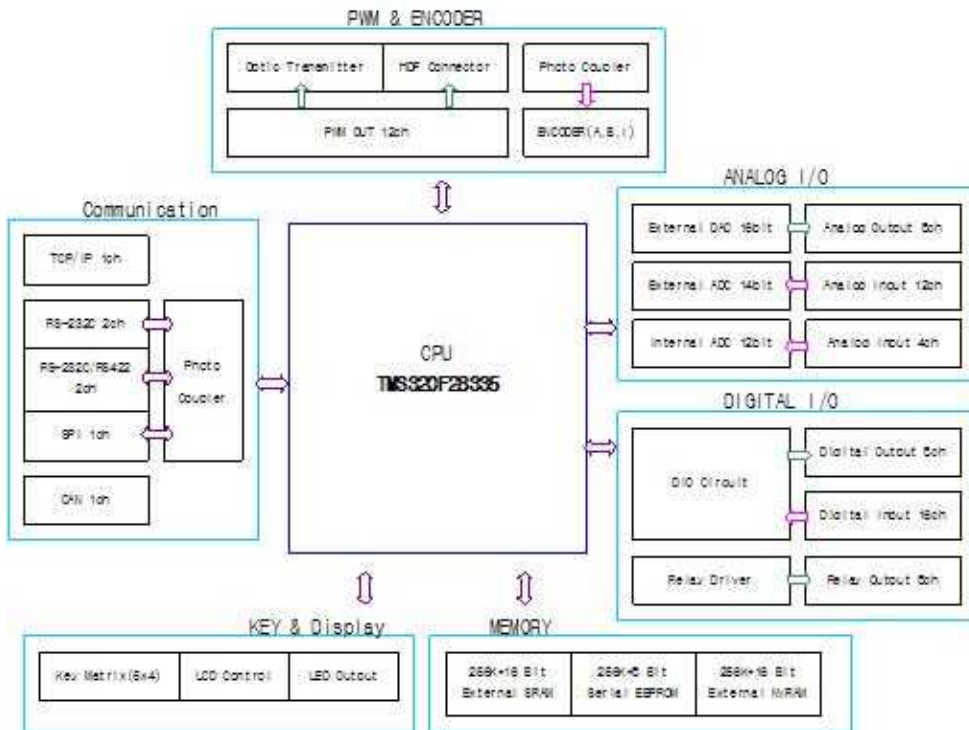 PWM & ENCODER
Optic Transmitter
HDF Connector
Photo Coupler
PWM OUT 12ch
ENCODER(A,B,I)
Communication
TCP/IP 1ch
RS-232C 2ch
RS-232C/RS422
2ch
SPI 1ch
CAN 1ch
Photo
Coupler
CPU
TMS320F28335
ANALOG I/O
External DAC 16bit
Analog Output
External ADC 14bit
Analog Input 12ch
Internal ADC 12bit
Analog Input 4ch
DIGITAL I/O
DIO Circuit
Digital Output
Digital Input 16ch
Relay Driver
Relay Output
KEY & Display
Key Matrix
LCD Control
LED Output
MEMORY
256K*16 Bit
External SRAM
256K*8 Bit
Serial EEPROM
256K*16 Bit
External NVRAM